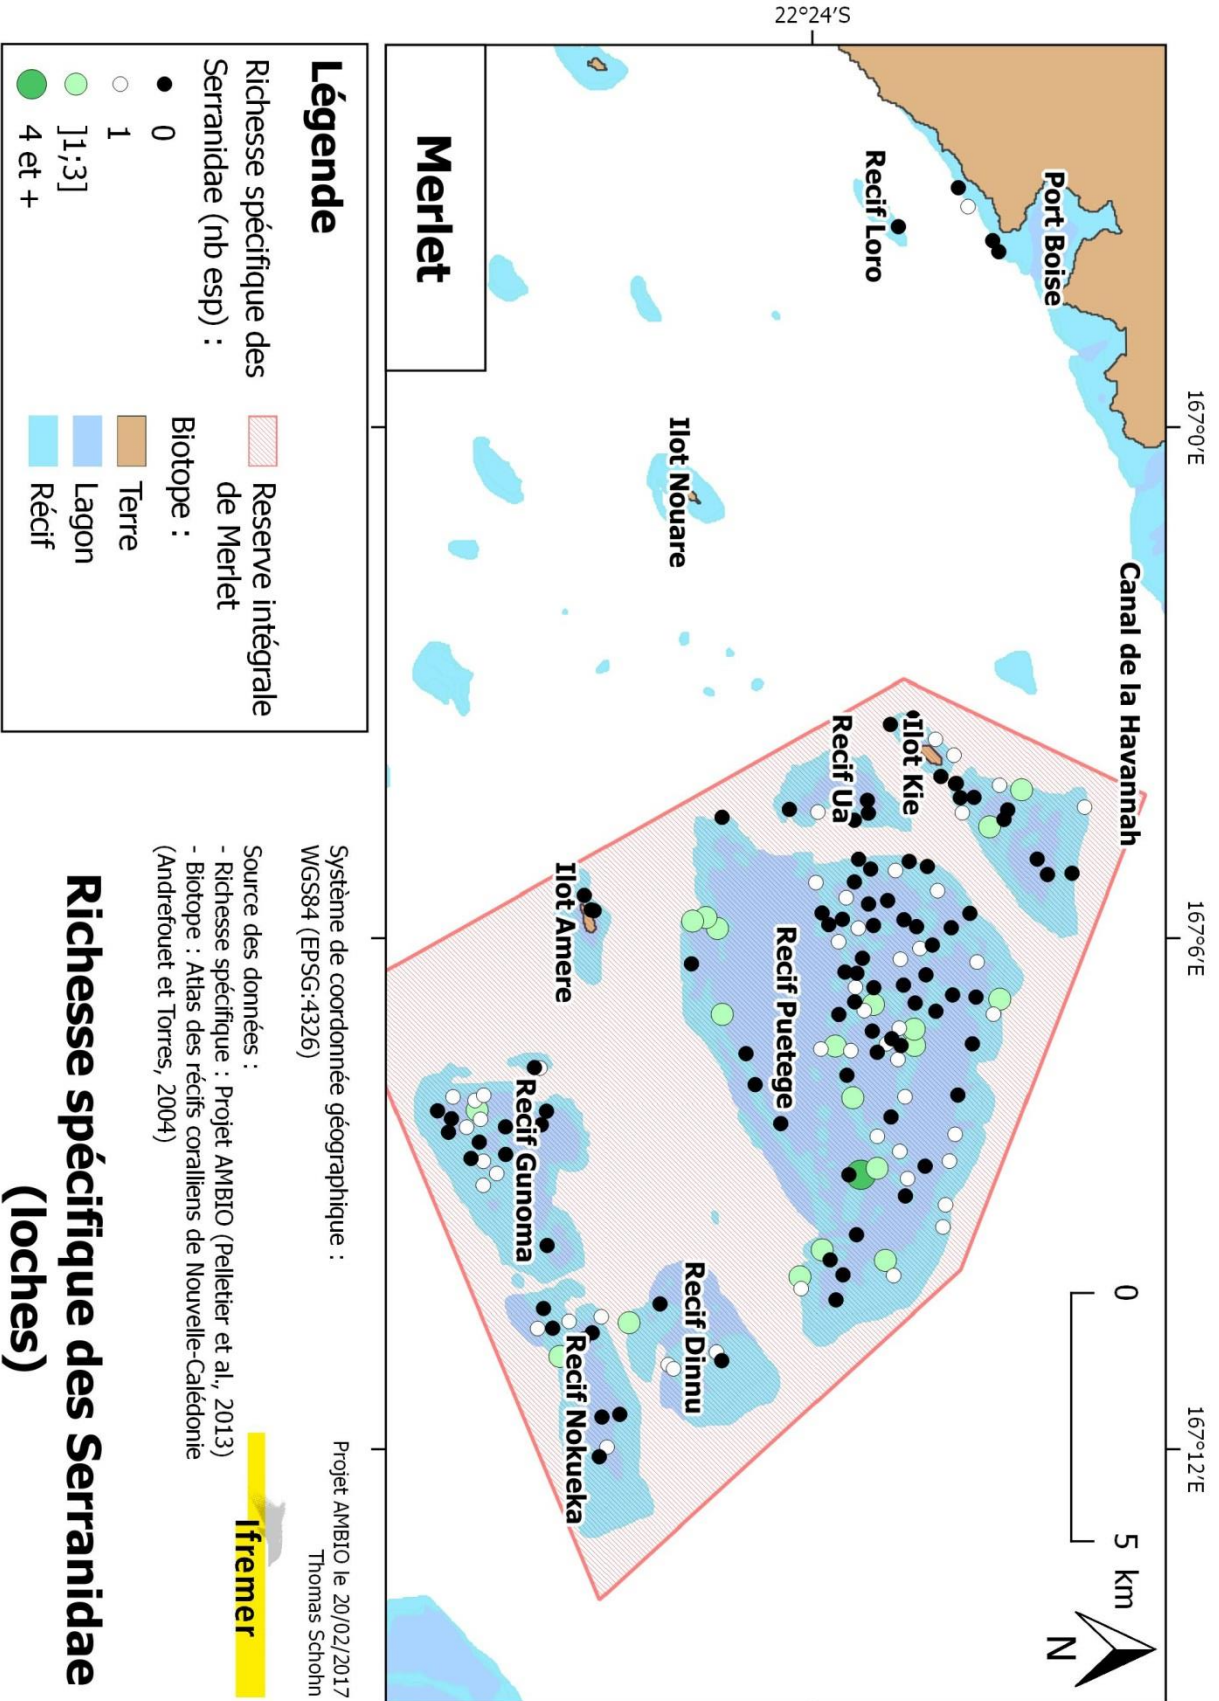 22°24'S
167°0'E
167°6'E
167°12'E
Canal de la Havannah
Port Boise
Recif Loro
Ilot Nouare
Ilot Kie
Recif Ua
Recif Puetege
Ilot Amere
Recif Gunoma
Recif Dinnu
Recif Nokueka
0 5 km
N
Merlet
Légende
Richesse spécifique des
Serranidae (nb esp) :
0
1
]1;3]
4 et +
Reserve intégrale
de Merlet
Biotope :
Terre
Lagon
Récif
Système de coordonnée géographique :
WGS84 (EPSG:4326)
Source des données :
- Richesse spécifique : Projet AMBIO (Pelletier et al., 2013)
- Biotope : Atlas des récifs coralliens de Nouvelle-Calédonie
(Andrefouet et Torres, 2004)
Projet AMBIO le 20/02/2017
Thomas Schohn
Ifremer
Richesse spécifique des Serranidae
(loches)